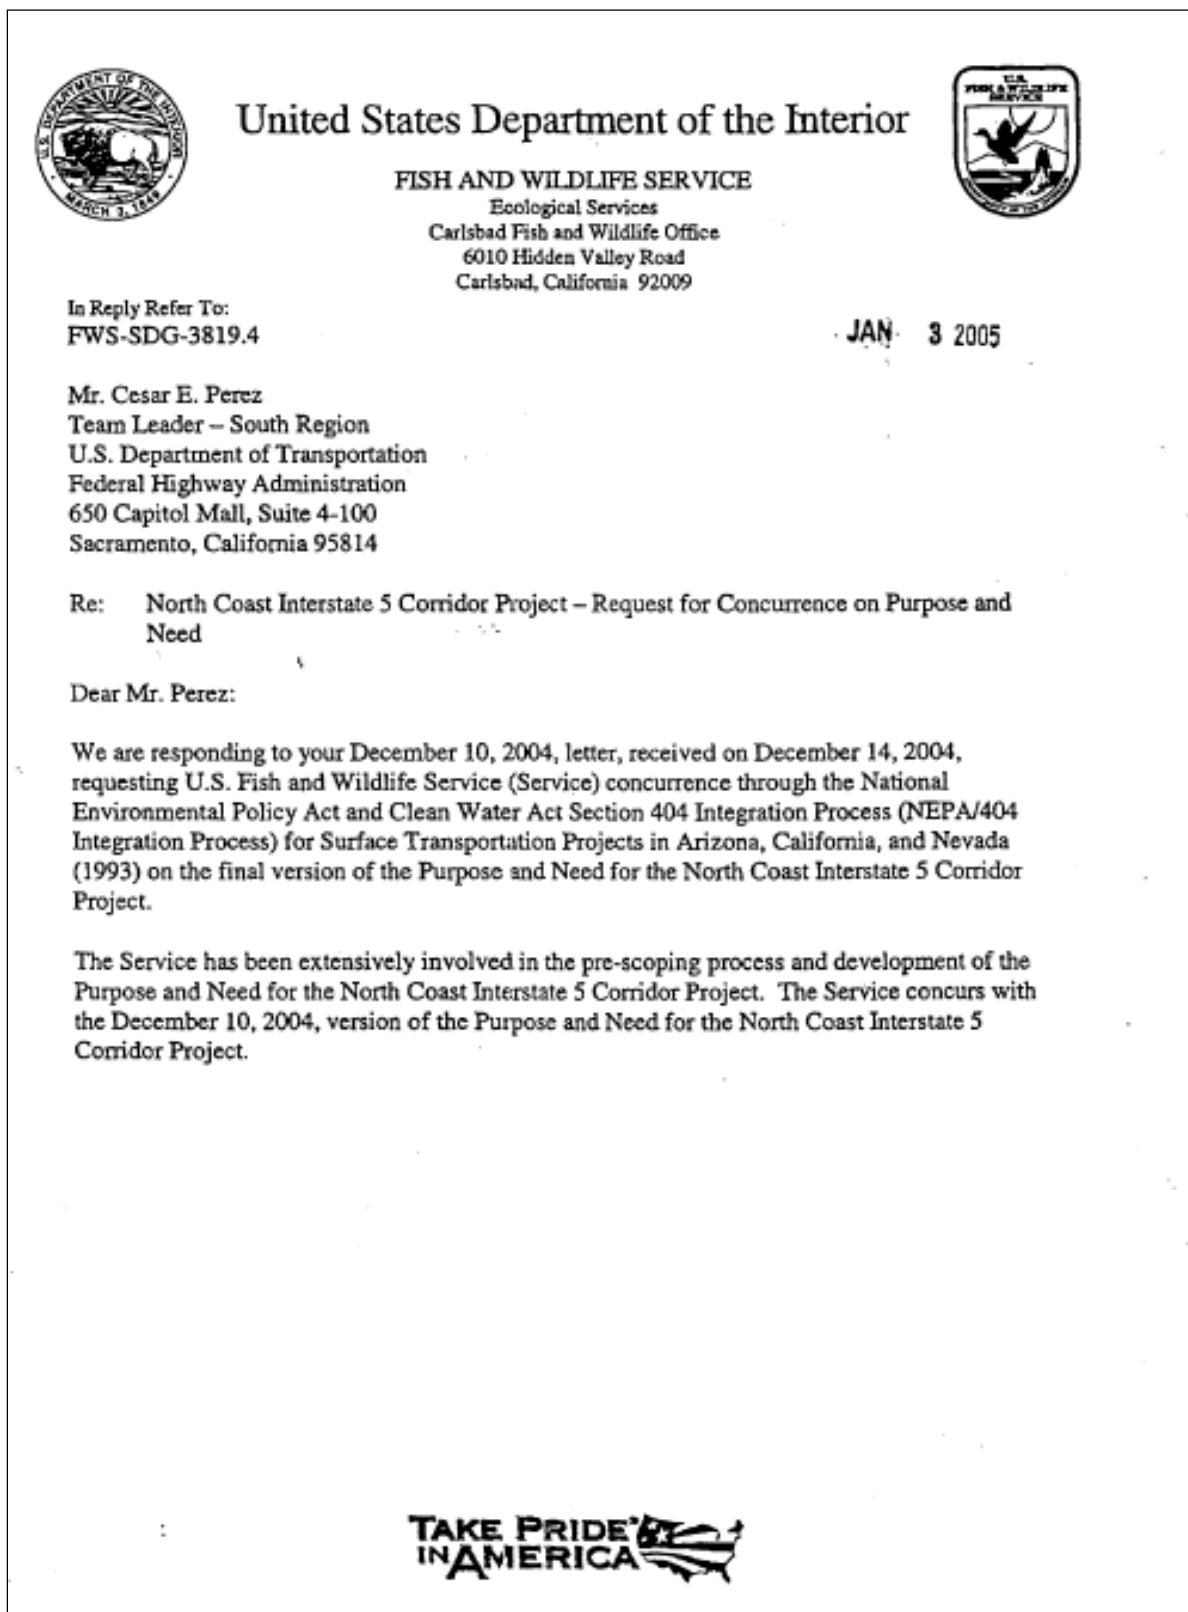 U.S. DEPARTMENT OF THE INTERIOR
MARCH 3, 1849
United States Department of the Interior
U.S.
FISH & WILDLIFE
SERVICE
FISH AND WILDLIFE SERVICE
Ecological Services
Carlsbad Fish and Wildlife Office
6010 Hidden Valley Road
Carlsbad, California 92009
In Reply Refer To:
FWS-SDG-3819.4
JAN 3 2005
Mr. Cesar E. Perez
Team Leader – South Region
U.S. Department of Transportation
Federal Highway Administration
650 Capitol Mall, Suite 4-100
Sacramento, California 95814
Re: North Coast Interstate 5 Corridor Project – Request for Concurrence on Purpose and
Need
Dear Mr. Perez:
We are responding to your December 10, 2004, letter, received on December 14, 2004,
requesting U.S. Fish and Wildlife Service (Service) concurrence through the National
Environmental Policy Act and Clean Water Act Section 404 Integration Process (NEPA/404
Integration Process) for Surface Transportation Projects in Arizona, California, and Nevada
(1993) on the final version of the Purpose and Need for the North Coast Interstate 5 Corridor
Project.
The Service has been extensively involved in the pre-scoping process and development of the
Purpose and Need for the North Coast Interstate 5 Corridor Project. The Service concurs with
the December 10, 2004, version of the Purpose and Need for the North Coast Interstate 5
Corridor Project.
TAKE PRIDE
IN AMERICA